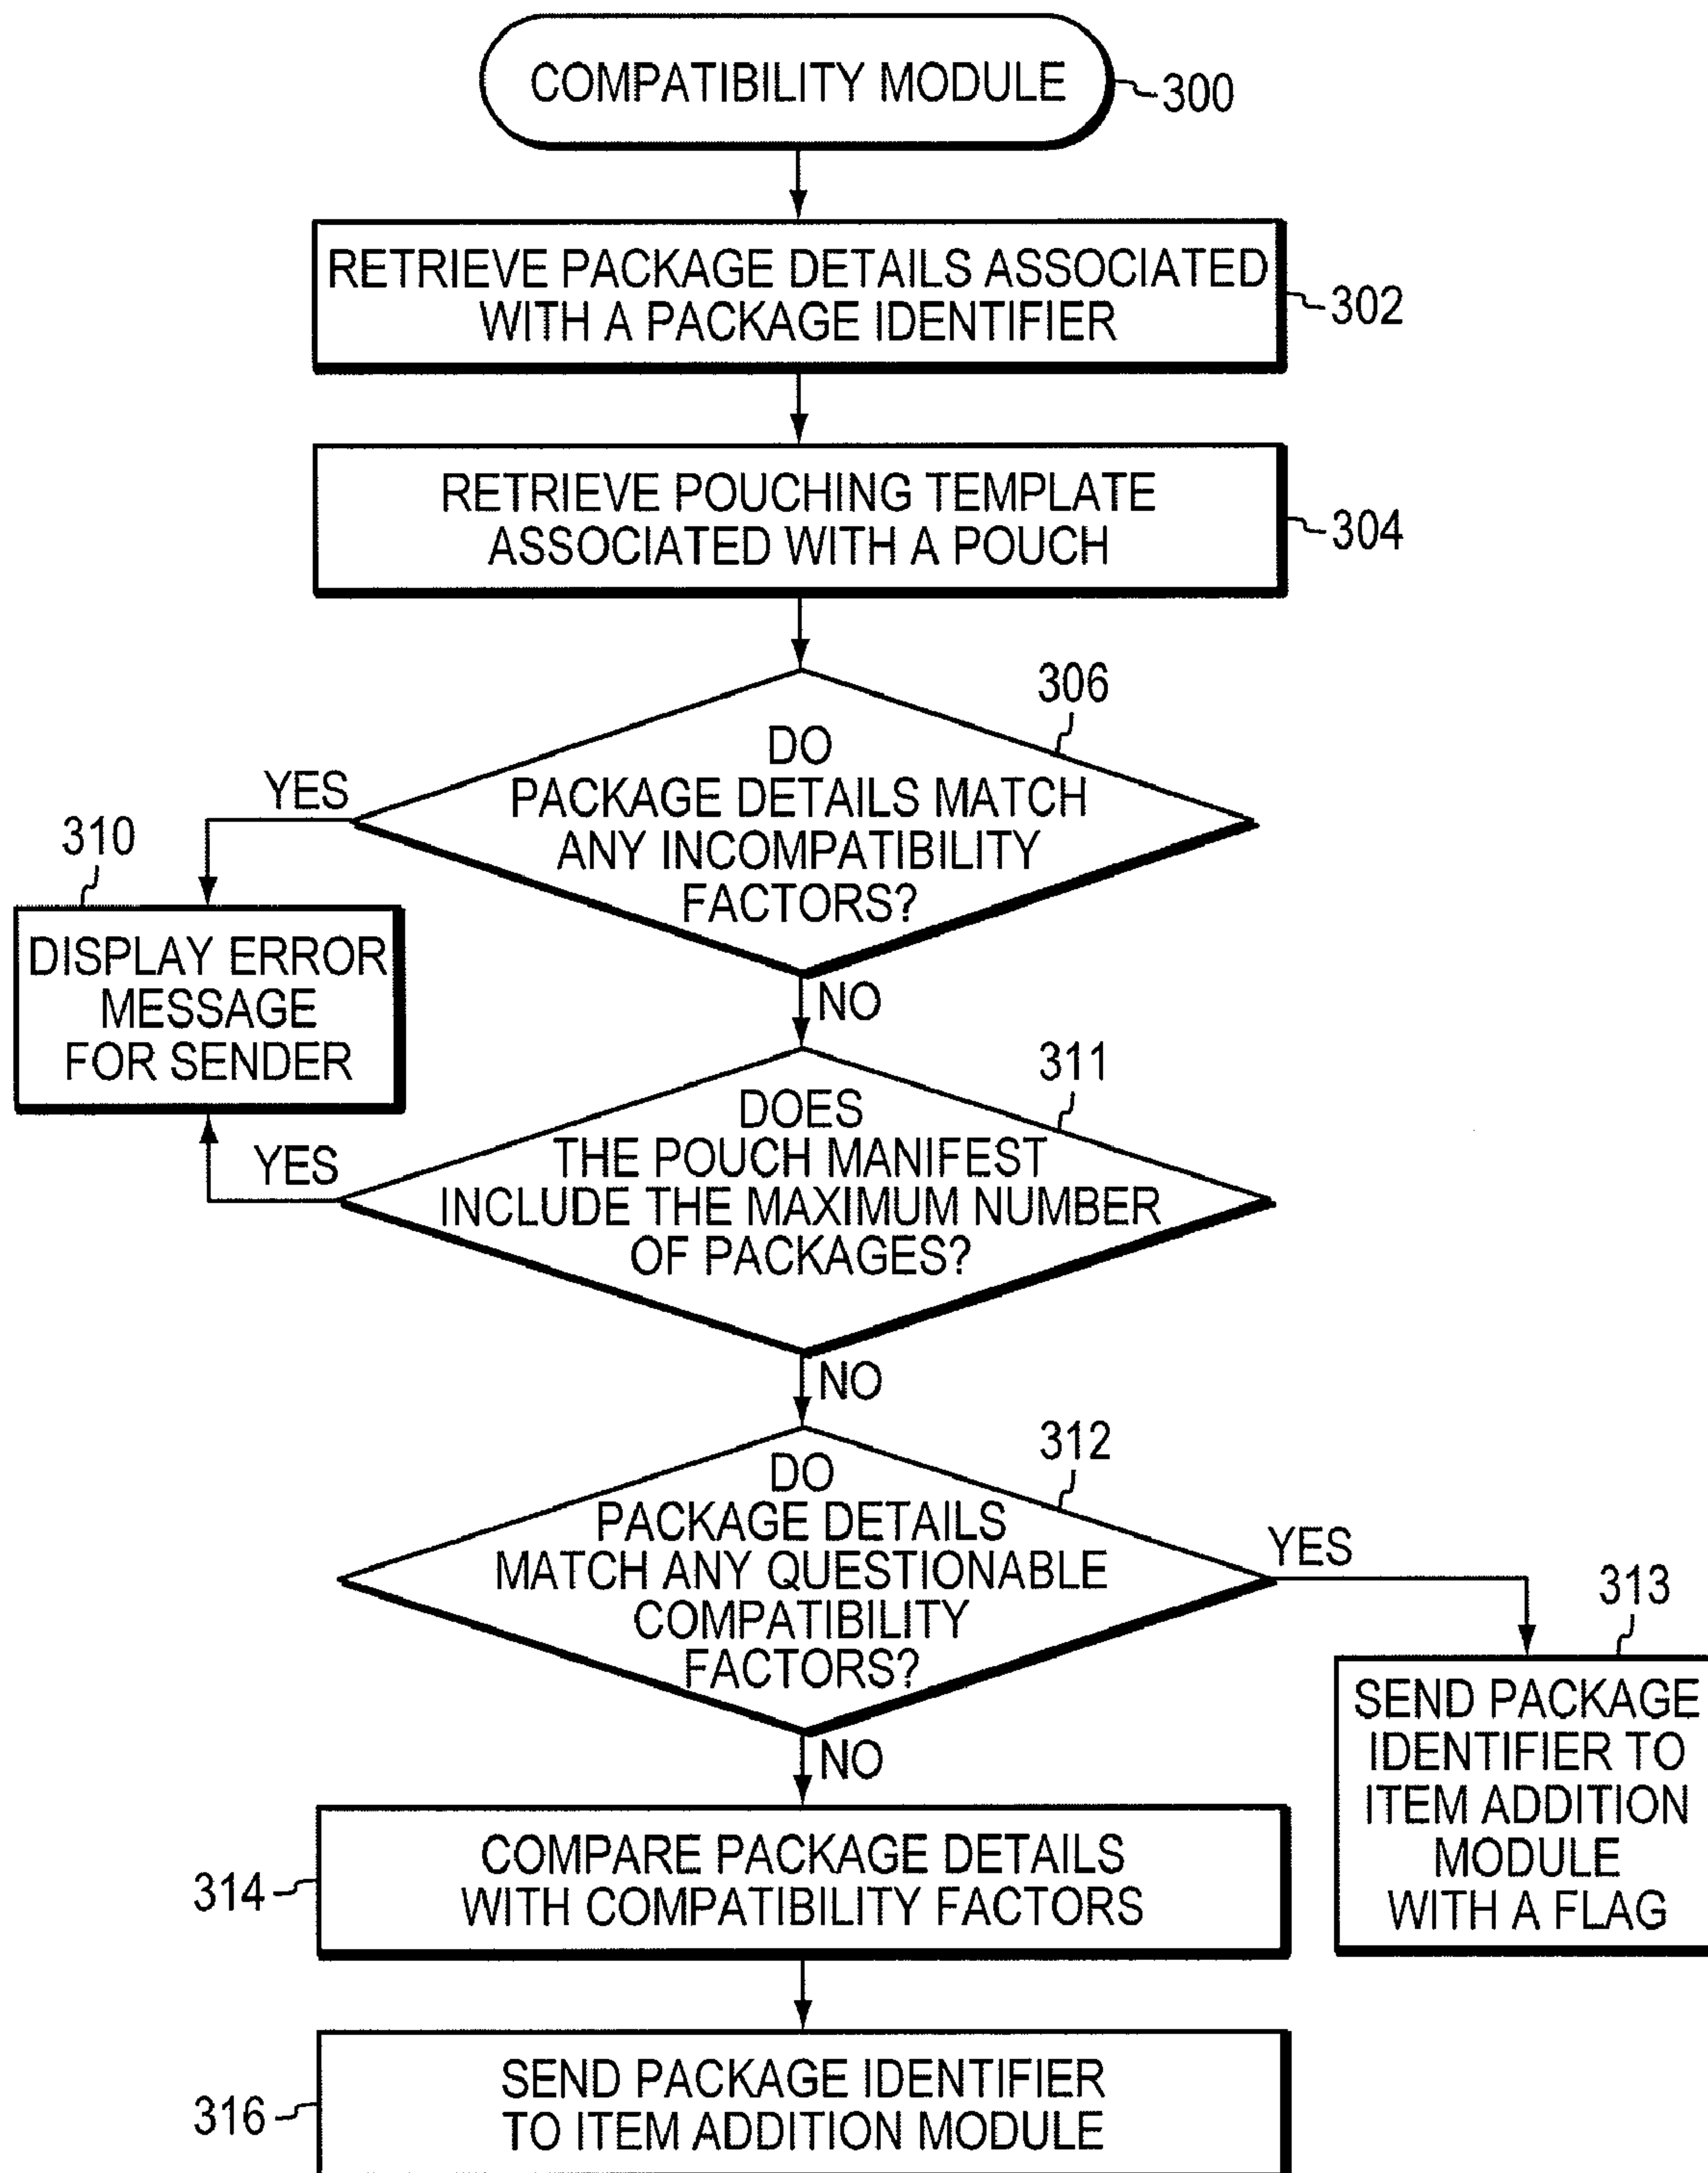 COMPATIBILITY MODULE
300
RETRIEVE PACKAGE DETAILS ASSOCIATED
WITH A PACKAGE IDENTIFIER
302
RETRIEVE POUCHING TEMPLATE
ASSOCIATED WITH A POUCH
304
306
DO
PACKAGE DETAILS MATCH
ANY INCOMPATIBILITY
FACTORS?
YES
310
DISPLAY ERROR
MESSAGE
FOR SENDER
NO
311
DOES
THE POUCH MANIFEST
INCLUDE THE MAXIMUM NUMBER
OF PACKAGES?
YES
NO
312
DO
PACKAGE DETAILS
MATCH ANY QUESTIONABLE
COMPATIBILITY
FACTORS?
YES
313
SEND PACKAGE
IDENTIFIER TO
ITEM ADDITION
MODULE
WITH A FLAG
NO
COMPARE PACKAGE DETAILS
WITH COMPATIBILITY FACTORS
314
SEND PACKAGE IDENTIFIER
TO ITEM ADDITION MODULE
316